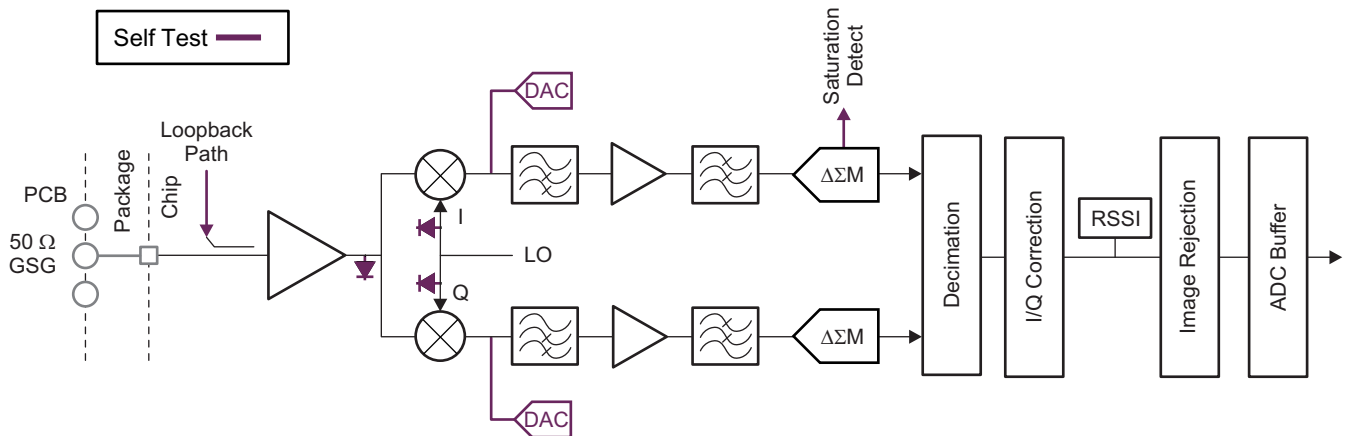 Self Test
DAC
Saturation
Detect
Loopback
Path
PCB
Package
Chip
50 Ω
GSG
I
LO
Q
ΔΣM
ΔΣM
DAC
Decimation
I/Q Correction
RSSI
Image Rejection
ADC Buffer